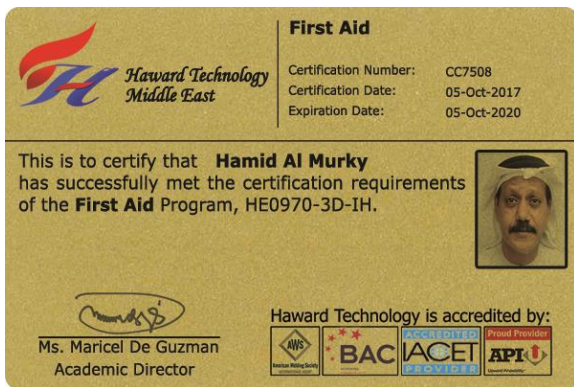 Haward Technology
Middle East
First Aid
Certification Number: CC7508
Certification Date: 05-Oct-2017
Expiration Date: 05-Oct-2020
This is to certify that Hamid Al Murky
has successfully met the certification requirements
of the First Aid Program, HE0970-3D-IH.
Ms. Maricel De Guzman
Academic Director
Haward Technology is accredited by:
AWS
American Welding Society
BAC
ACCREDITED
IACET
PROVIDER
Proud Provider
API